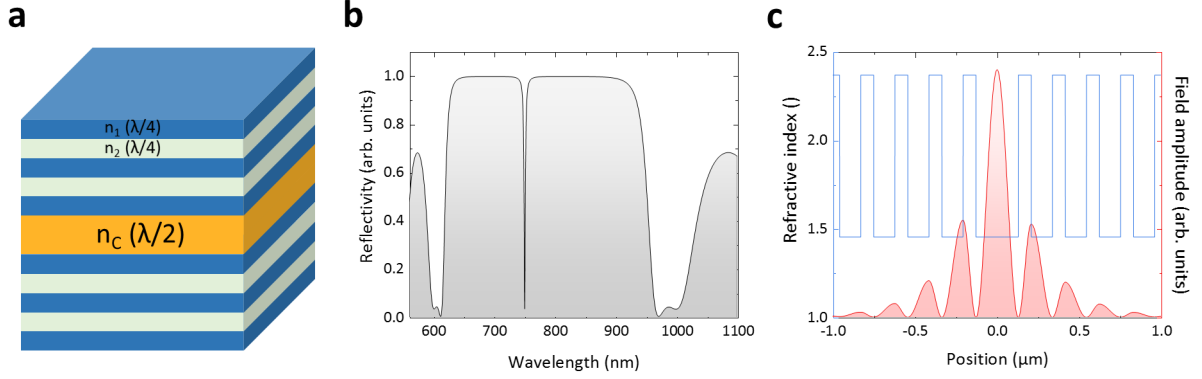 a
n1 (λ/4)
n2 (λ/4)
nC (λ/2)
b
Reflectivity (arb. units)
1.0
0.8
0.6
0.4
0.2
0.0
600 700 800 900 1000 1100
Wavelength (nm)
c
Refractive index ()
2.5
2.0
1.5
1.0
-1.0 -0.5 0.0 0.5 1.0
Position (μm)
Field amplitude (arb. units)